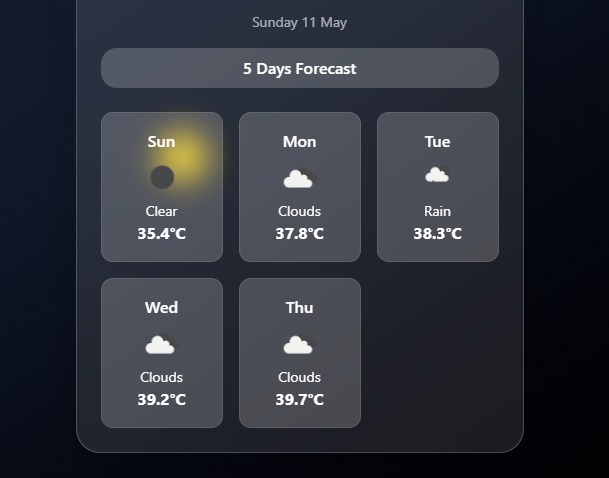 Sunday 11 May
5 Days Forecast
Sun
Clear
35.4°C
Mon
Clouds
37.8°C
Tue
Rain
38.3°C
Wed
Clouds
39.2°C
Thu
Clouds
39.7°C